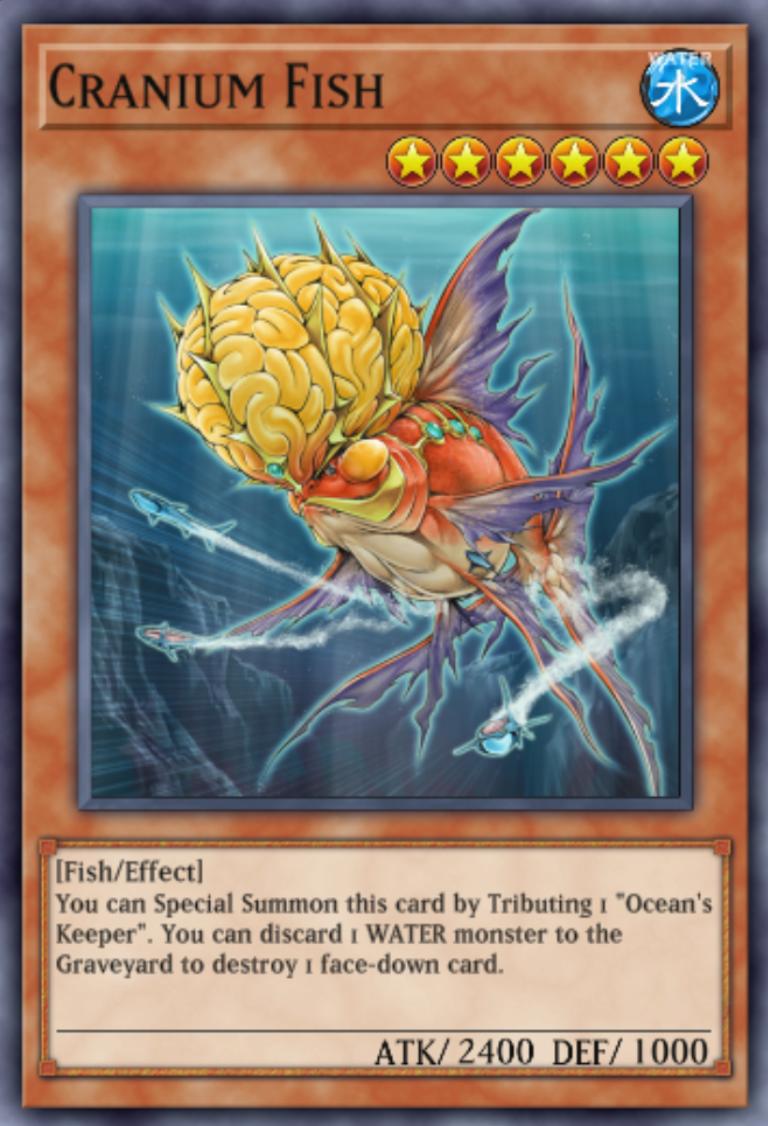 CRANIUM FISH
WATER
水
[Fish/Effect]
You can Special Summon this card by Tributing 1 "Ocean's
Keeper". You can discard 1 WATER monster to the
Graveyard to destroy 1 face-down card.
ATK/ 2400 DEF/ 1000